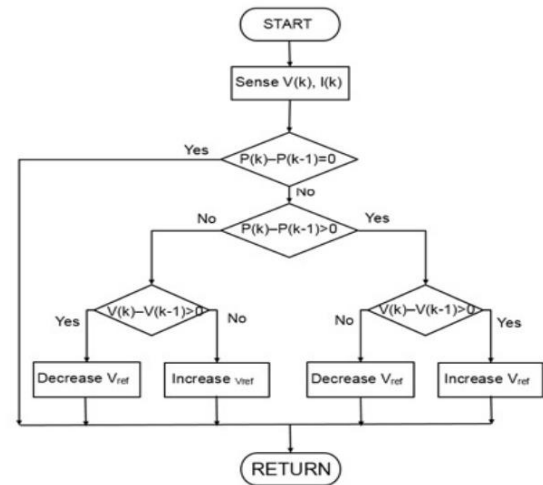 START
Sense V(k), I(k)
Yes
P(k)–P(k-1)=0
No
No
P(k)–P(k-1)>0
Yes
V(k)–V(k-1)>0
V(k)–V(k-1)>0
Yes
No
No
Yes
Decrease Vref
Increase Vref
Decrease Vref
Increase Vref
RETURN